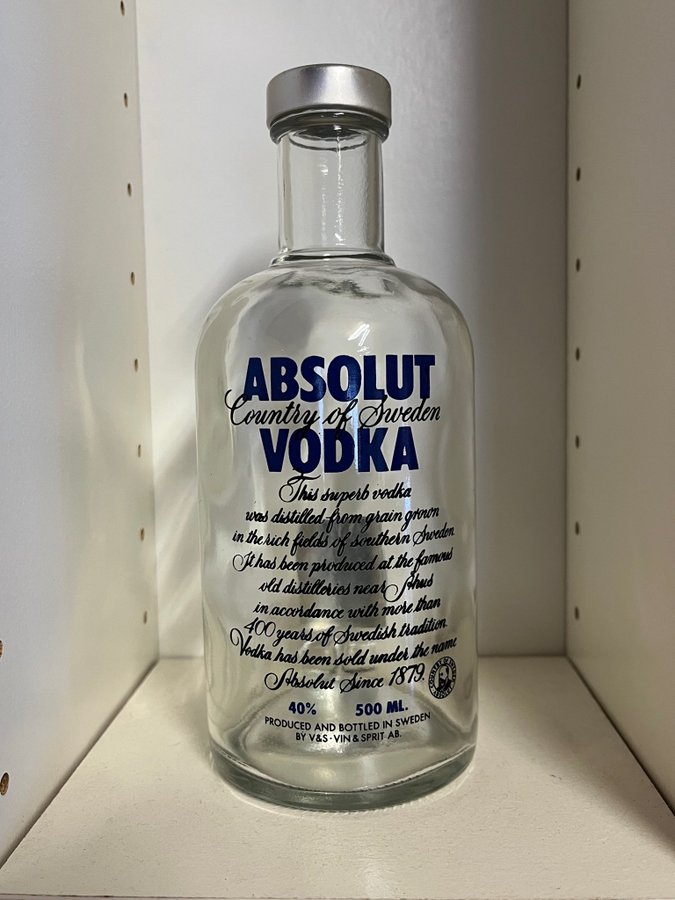 ABSOLUT
Country of Sweden
VODKA
This superb vodka
was distilled from grain grown
in the rich fields of southern Sweden.
It has been produced at the famous
old distilleries near Åhus
in accordance with more than
400 years of Swedish tradition.
Vodka has been sold under the name
Absolut Since 1879.
40% 500 ML.
PRODUCED AND BOTTLED IN SWEDEN
BY V&S·VIN & SPRIT AB.